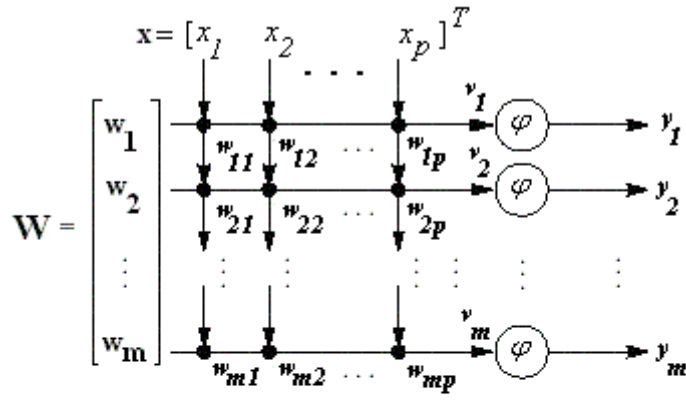 x = [x1 x2 . . . xp]T
v1 φ y1
w1
w11 w12 . . . w1p
v2 φ y2
w2
w21 w22 . . . w2p
W =
vm φ ym
wm
wm1 wm2 . . . wmp